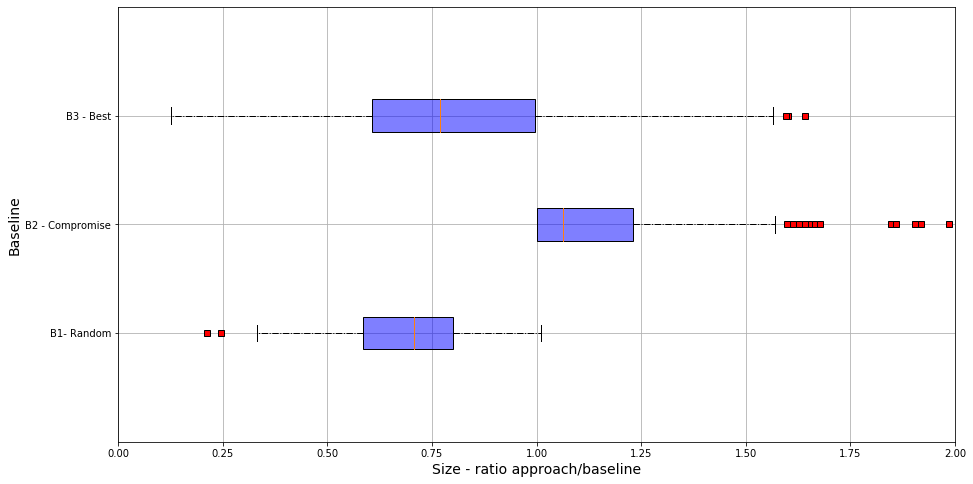 B3 - Best
B2 - Compromise
B1- Random
Baseline
0.00 0.25 0.50 0.75 1.00 1.25 1.50 1.75 2.00
Size - ratio approach/baseline